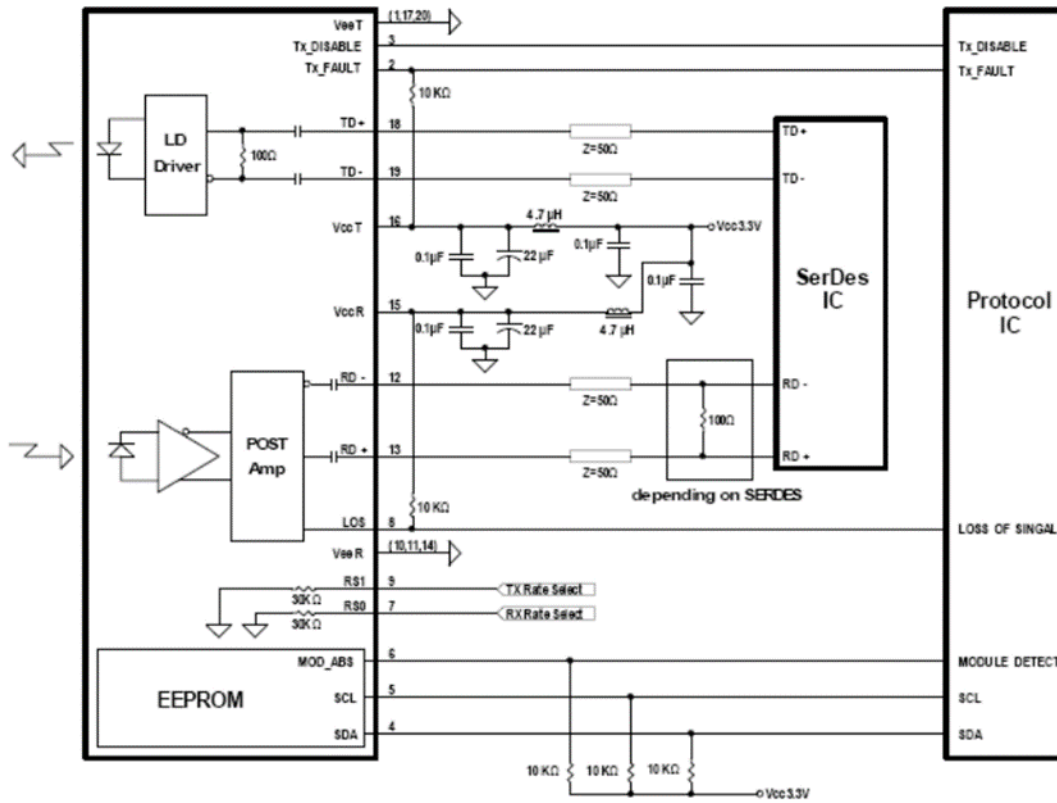 VeeT (1,17,20)
Tx_DISABLE 3 Tx_DISABLE
Tx_FAULT 2 Tx_FAULT
10 KΩ
LD
Driver
100Ω
TD+ 18 Z=50Ω TD+
TD- 19 Z=50Ω TD-
VccT 16 4.7 µH Vcc3.3V
0.1µF 22 µF 0.1µF 0.1µF
SerDes
IC
Protocol
IC
VccR 15
0.1µF 22 µF 4.7 µH
RD - 12 Z=50Ω RD -
100Ω
POST
Amp
RD + 13 Z=50Ω RD +
depending on SERDES
10 KΩ
LOS 8 LOSS OF SINGAL
VeeR (10,11,14)
RS1 9 TX Rate Select
30KΩ
RS0 7 RX Rate Select
30KΩ
MOD_ABS 6 MODULE DETECT
EEPROM
SCL 5 SCL
SDA 4 SDA
10 KΩ 10 KΩ 10 KΩ
Vcc3.3V